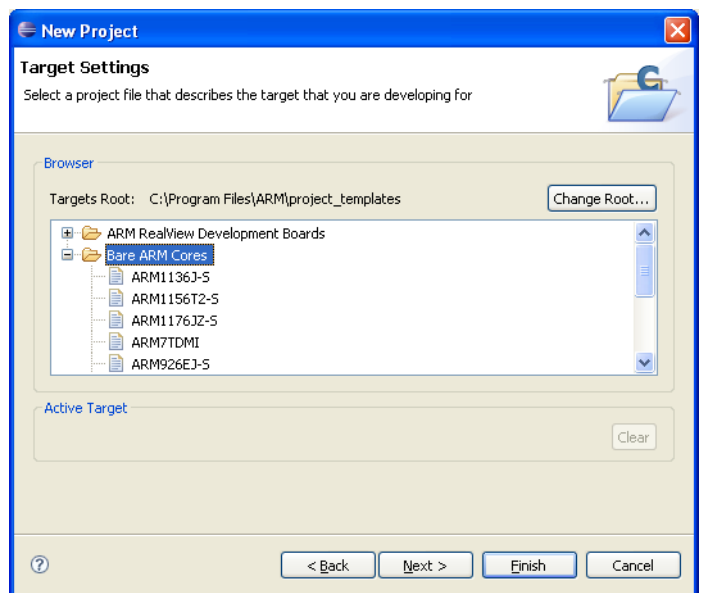 New Project
Target Settings
Select a project file that describes the target that you are developing for
Browser
Targets Root: C:\Program Files\ARM\project_templates
Change Root...
ARM RealView Development Boards
Bare ARM Cores
ARM1136J-S
ARM1156T2-S
ARM1176JZ-S
ARM7TDMI
ARM926EJ-S
Active Target
Clear
< Back
Next >
Finish
Cancel